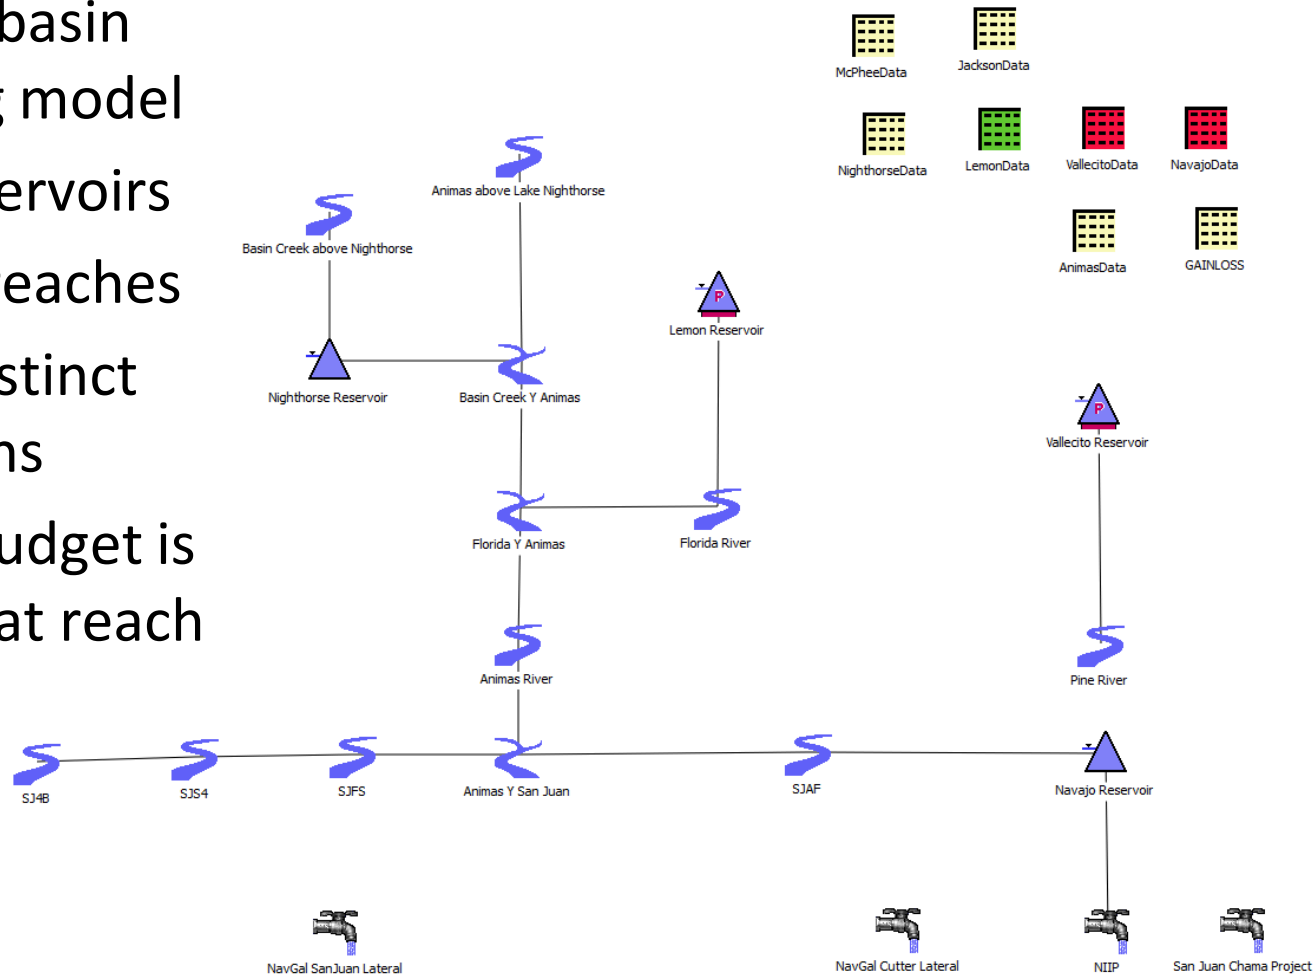 basin
g model
ervoirs
reaches
stinct
ns
udget is
at reach
McPheeData
JacksonData
NighthorseData
LemonData
VallecitoData
NavajoData
AnimasData
GAINLOSS
Animas above Lake Nighthorse
Basin Creek above Nighthorse
P
Lemon Reservoir
Nighthorse Reservoir
Basin Creek Y Animas
P
Vallecito Reservoir
Florida Y Animas
Florida River
Animas River
Pine River
SJ4B
SJS4
SJFS
Animas Y San Juan
SJAF
Navajo Reservoir
NavGal SanJuan Lateral
NavGal Cutter Lateral
NIIP
San Juan Chama Project